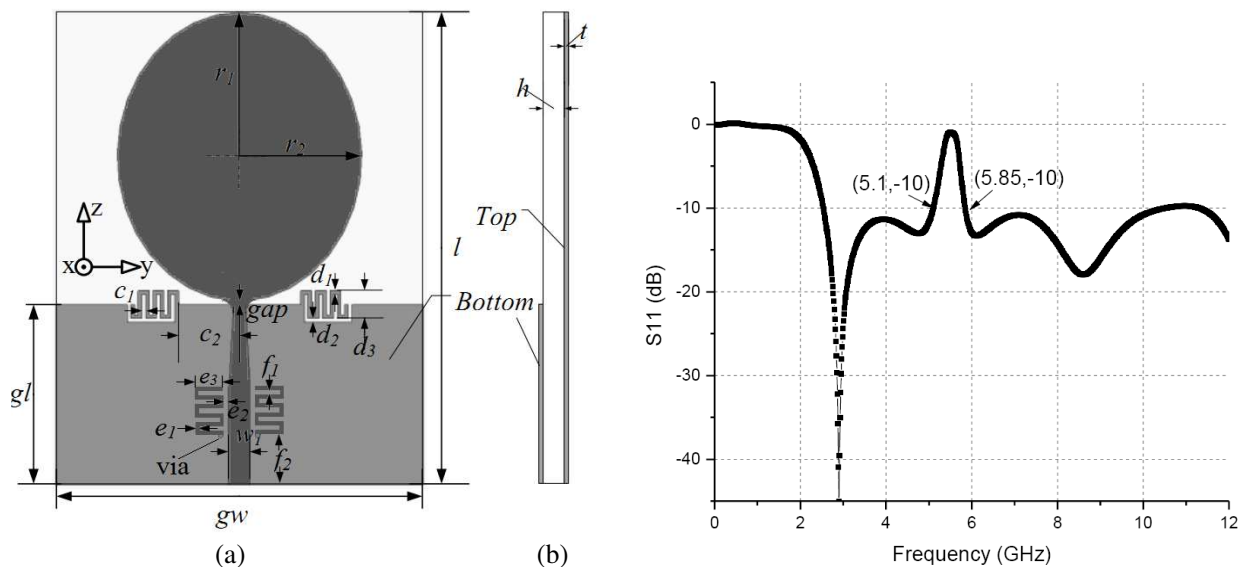 r1
r2
z
x
y
c1
c2
d1
d2
d3
gap
l
Bottom
gl
e3
f1
e2
e1
w1
via
f2
gw
(a)
t
h
Top
(b)
0
-10
-20
-30
-40
S11 (dB)
(5.1,-10)
(5.85,-10)
0 2 4 6 8 10 12
Frequency (GHz)